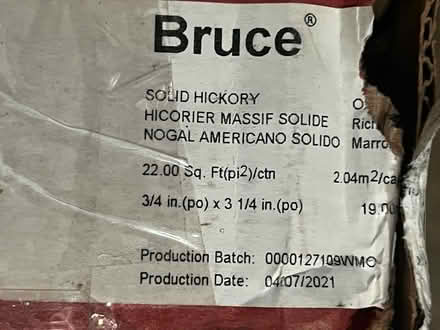 Bruce®
SOLID HICKORY
HICORIER MASSIF SOLIDE
NOGAL AMERICANO SOLIDO
22.00 Sq. Ft(pi2)/ctn 2.04m2/ca
3/4 in.(po) x 3 1/4 in.(po)
Production Batch: 0000127109WMO
Production Date: 04/07/2021